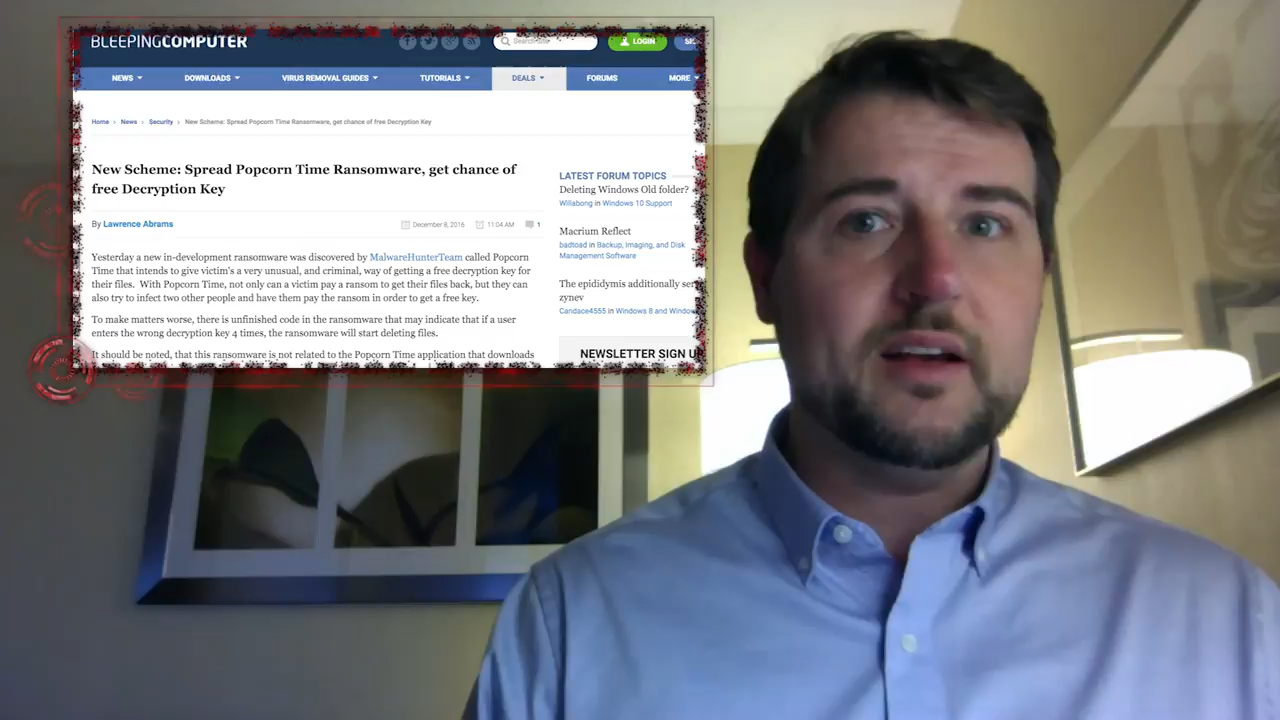 BLEEPINGCOMPUTER
Search Site
LOGIN
NEWS
DOWNLOADS
VIRUS REMOVAL GUIDES
TUTORIALS
DEALS
FORUMS
MORE
Home
News
Security
New Scheme: Spread Popcorn Time Ransomware, get chance of free Decryption Key
New Scheme: Spread Popcorn Time Ransomware, get chance of
free Decryption Key
By Lawrence Abrams
December 8, 2016
11:04 AM
1
Yesterday a new in-development ransomware was discovered by MalwareHunterTeam called Popcorn
Time that intends to give victim's a very unusual, and criminal, way of getting a free decryption key for
their files. With Popcorn Time, not only can a victim pay a ransom to get their files back, but they can
also try to infect two other people and have them pay the ransom in order to get a free key.
To make matters worse, there is unfinished code in the ransomware that may indicate that if a user
enters the wrong decryption key 4 times, the ransomware will start deleting files.
It should be noted, that this ransomware is not related to the Popcorn Time application that downloads
LATEST FORUM TOPICS
Deleting Windows Old folder?
Willabong in Windows 10 Support
Macrium Reflect
badtoad in Backup, Imaging, and Disk
Management Software
The epididymis additionally
zynev
Candace4555 in Windows 8 and
NEWSLETTER SIGN UP